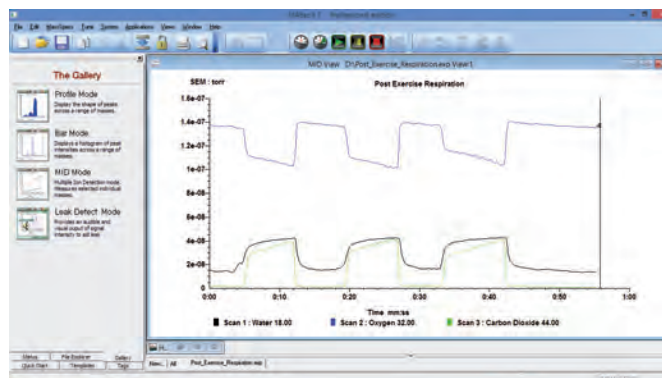 MASsoft 7 - Professional Edition
File Edit MassSpec Tune System Applications Views Window Help
The Gallery
Profile Mode
Display the shape of peaks
across a range of masses.
Bar Mode
Displays a histogram of peak
intensities across a range of
masses.
MID Mode
Multiple Ion Detection mode.
Measures selected individual
masses.
Leak Detect Mode
Provides an audible and
visual output of signal
intensity to aid leak
Status File Explorer Gallery
Quick Start Templates Tags
MID View D:\Post_Exercise_Respiration.exp View:1
SEM : torr
Post Exercise Respiration
1.6e-07
1.4e-07
1.2e-07
1e-07
8e-08
6e-08
4e-08
2e-08
0
0:00 0:10 0:20 0:30 0:40 0:50 1:00
Time mm:ss
Scan 1 : Water 18.00 Scan 2 : Oxygen 32.00 Scan 3 : Carbon Dioxide 44.00
H...
New... All Post_Exercise_Respiration.exp